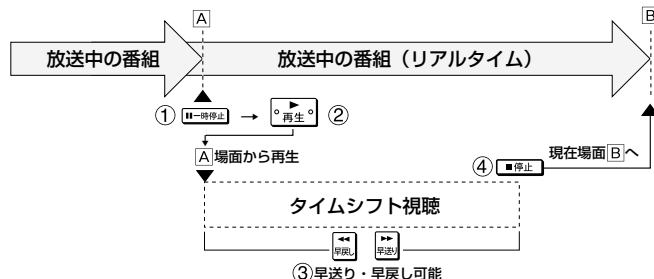 A
B
放送中の番組
放送中の番組（リアルタイム）
① 一時停止 → 再生 ②
A 場面から再生
④ 停止
現在場面 B へ
タイムシフト視聴
早戻し 早送り
③早送り・早戻し可能